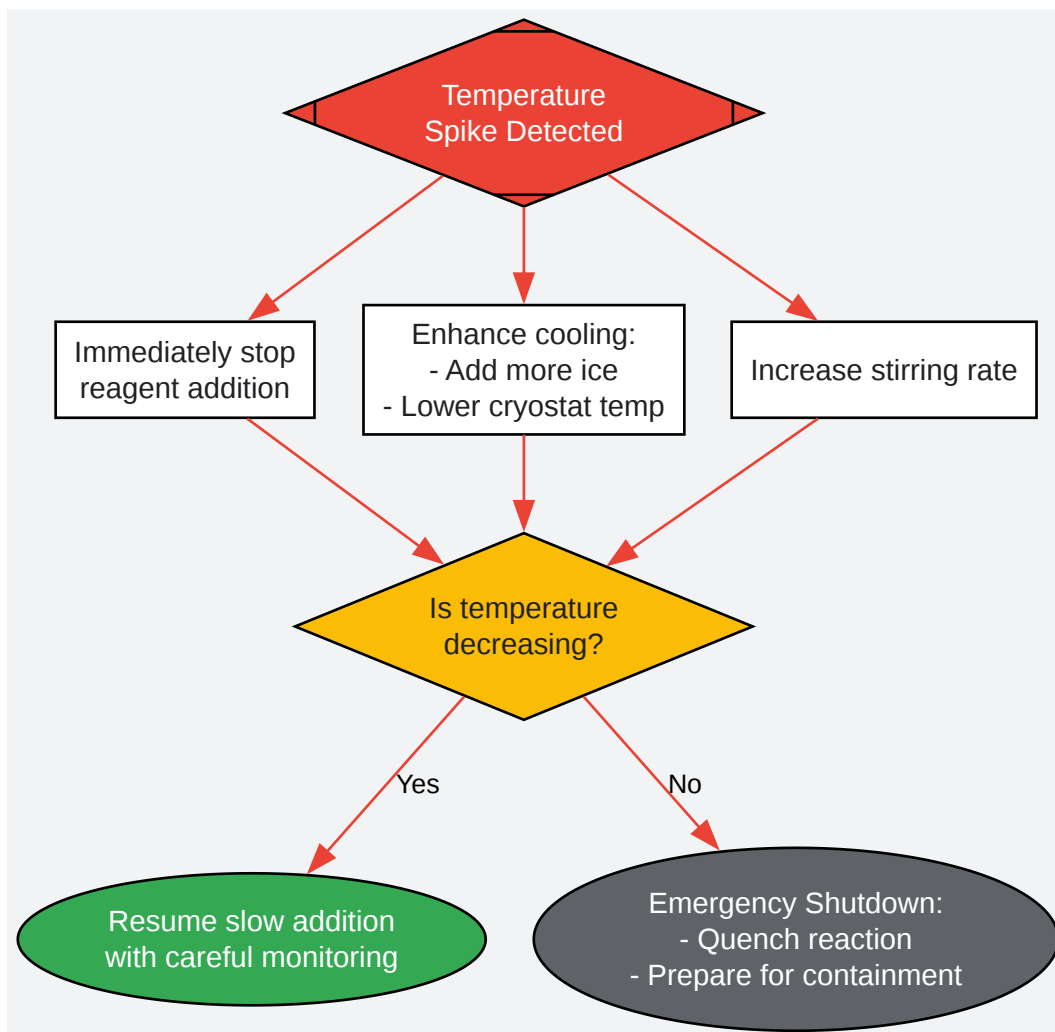 Temperature
Spike Detected
Immediately stop
reagent addition
Enhance cooling:
- Add more ice
- Lower cryostat temp
Increase stirring rate
Is temperature
decreasing?
Yes
No
Resume slow addition
with careful monitoring
Emergency Shutdown:
- Quench reaction
- Prepare for containment